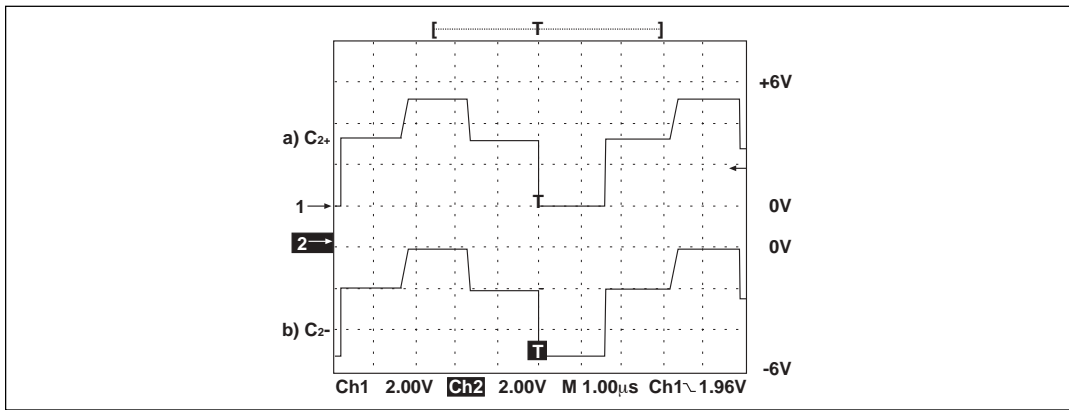 [ T ]
+6V
a) C2+
T
1
0V
2
0V
b) C2-
T
-6V
Ch1 2.00V Ch2 2.00V M 1.00µs Ch1 1.96V